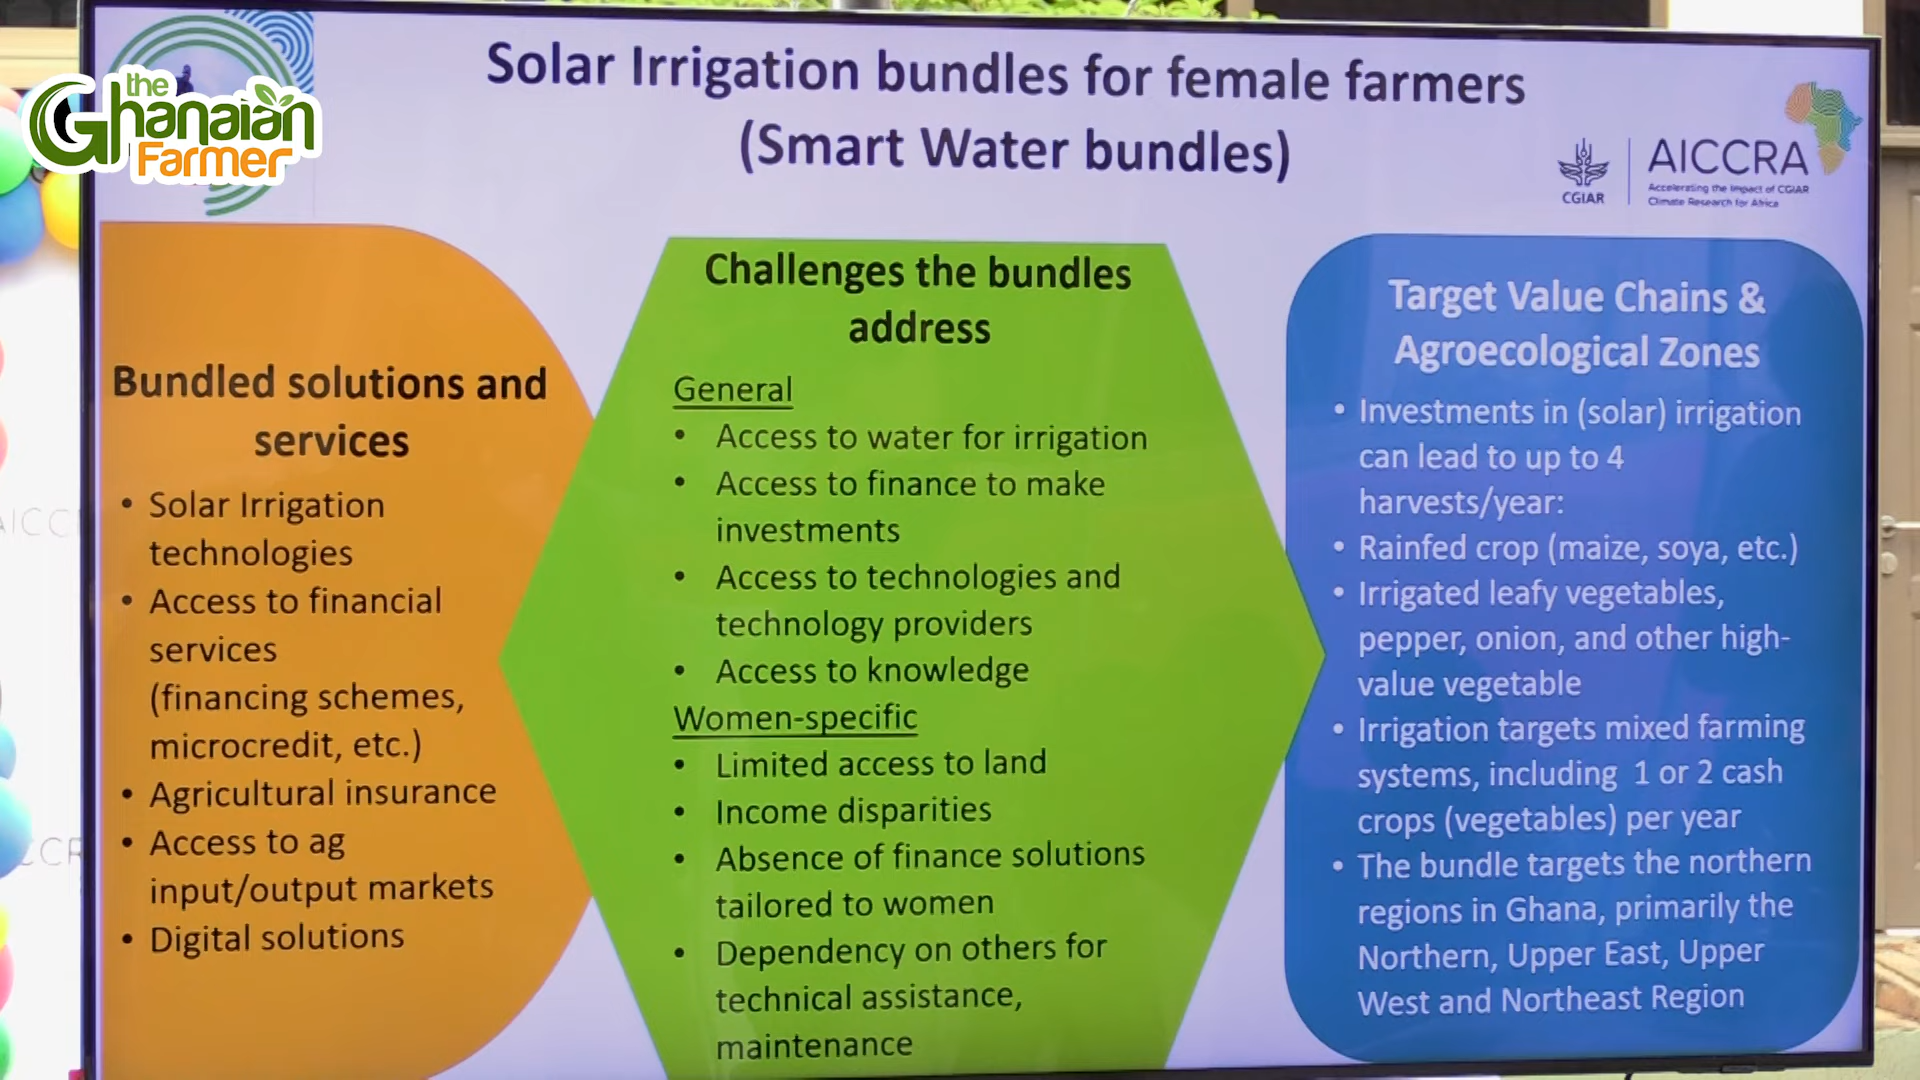 the
Ghanaian
Farmer
Solar Irrigation bundles for female farmers
(Smart Water bundles)
CGIAR
AICCRA
Accelerating the Impact of CGIAR
Climate Research for Africa
Bundled solutions and
services
• Solar Irrigation
technologies
• Access to financial
services
(financing schemes,
microcredit, etc.)
• Agricultural insurance
• Access to ag
input/output markets
• Digital solutions
Challenges the bundles
address
General
• Access to water for irrigation
• Access to finance to make
investments
• Access to technologies and
technology providers
• Access to knowledge
Women-specific
• Limited access to land
• Income disparities
• Absence of finance solutions
tailored to women
• Dependency on others for
technical assistance,
maintenance
Target Value Chains &
Agroecological Zones
• Investments in (solar) irrigation
can lead to up to 4
harvests/year:
• Rainfed crop (maize, soya, etc.)
• Irrigated leafy vegetables,
pepper, onion, and other high-
value vegetable
• Irrigation targets mixed farming
systems, including 1 or 2 cash
crops (vegetables) per year
• The bundle targets the northern
regions in Ghana, primarily the
Northern, Upper East, Upper
West and Northeast Region